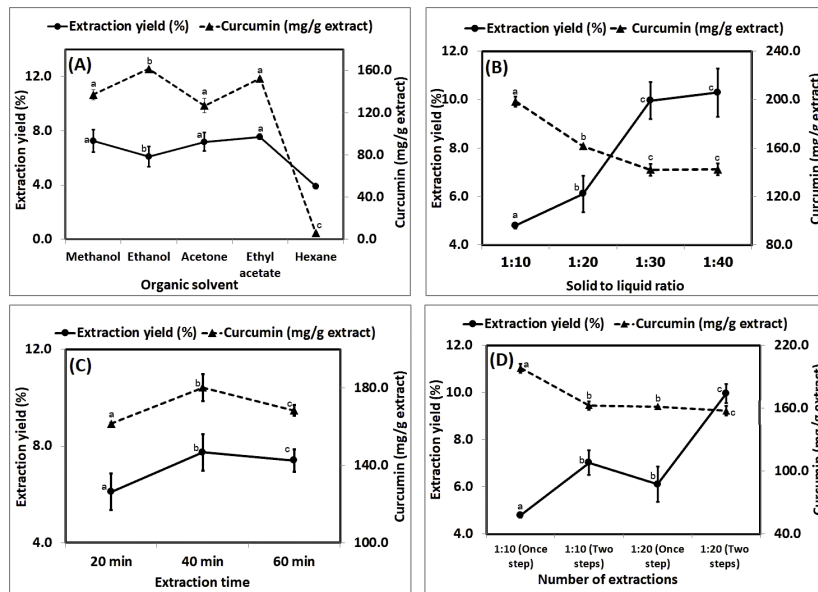 Extraction yield (%) Curcumin (mg/g extract)
(A)
12.0 160.0
8.0 120.0
80.0
4.0 40.0
0.0 0.0
Extraction yield (%)
Curcumin (mg/g extract)
a b a a c
a b a a
Methanol Ethanol Acetone Ethyl acetate Hexane
Organic solvent
Extraction yield (%) Curcumin (mg/g extract)
(B)
12.0 240.0
10.0 200.0
8.0 160.0
6.0 120.0
4.0 80.0
Extraction yield (%)
Curcumin (mg/g extract)
a b c c
a b c c
1:10 1:20 1:30 1:40
Solid to liquid ratio
Extraction yield (%) Curcumin (mg/g extract)
(C)
12.0
180.0
8.0
140.0
4.0 100.0
Extraction yield (%)
Curcumin (mg/g extract)
a b c
a b c
20 min 40 min 60 min
Extraction time
Extraction yield (%) Curcumin (mg/g extract)
(D)
12.0 220.0
10.0
160.0
8.0
100.0
6.0
4.0 40.0
Extraction yield (%)
Curcumin (mg/g extract)
a b b c
a b b c
1:10 (Once step) 1:10 (Two steps) 1:20 (Once step) 1:20 (Two steps)
Number of extractions